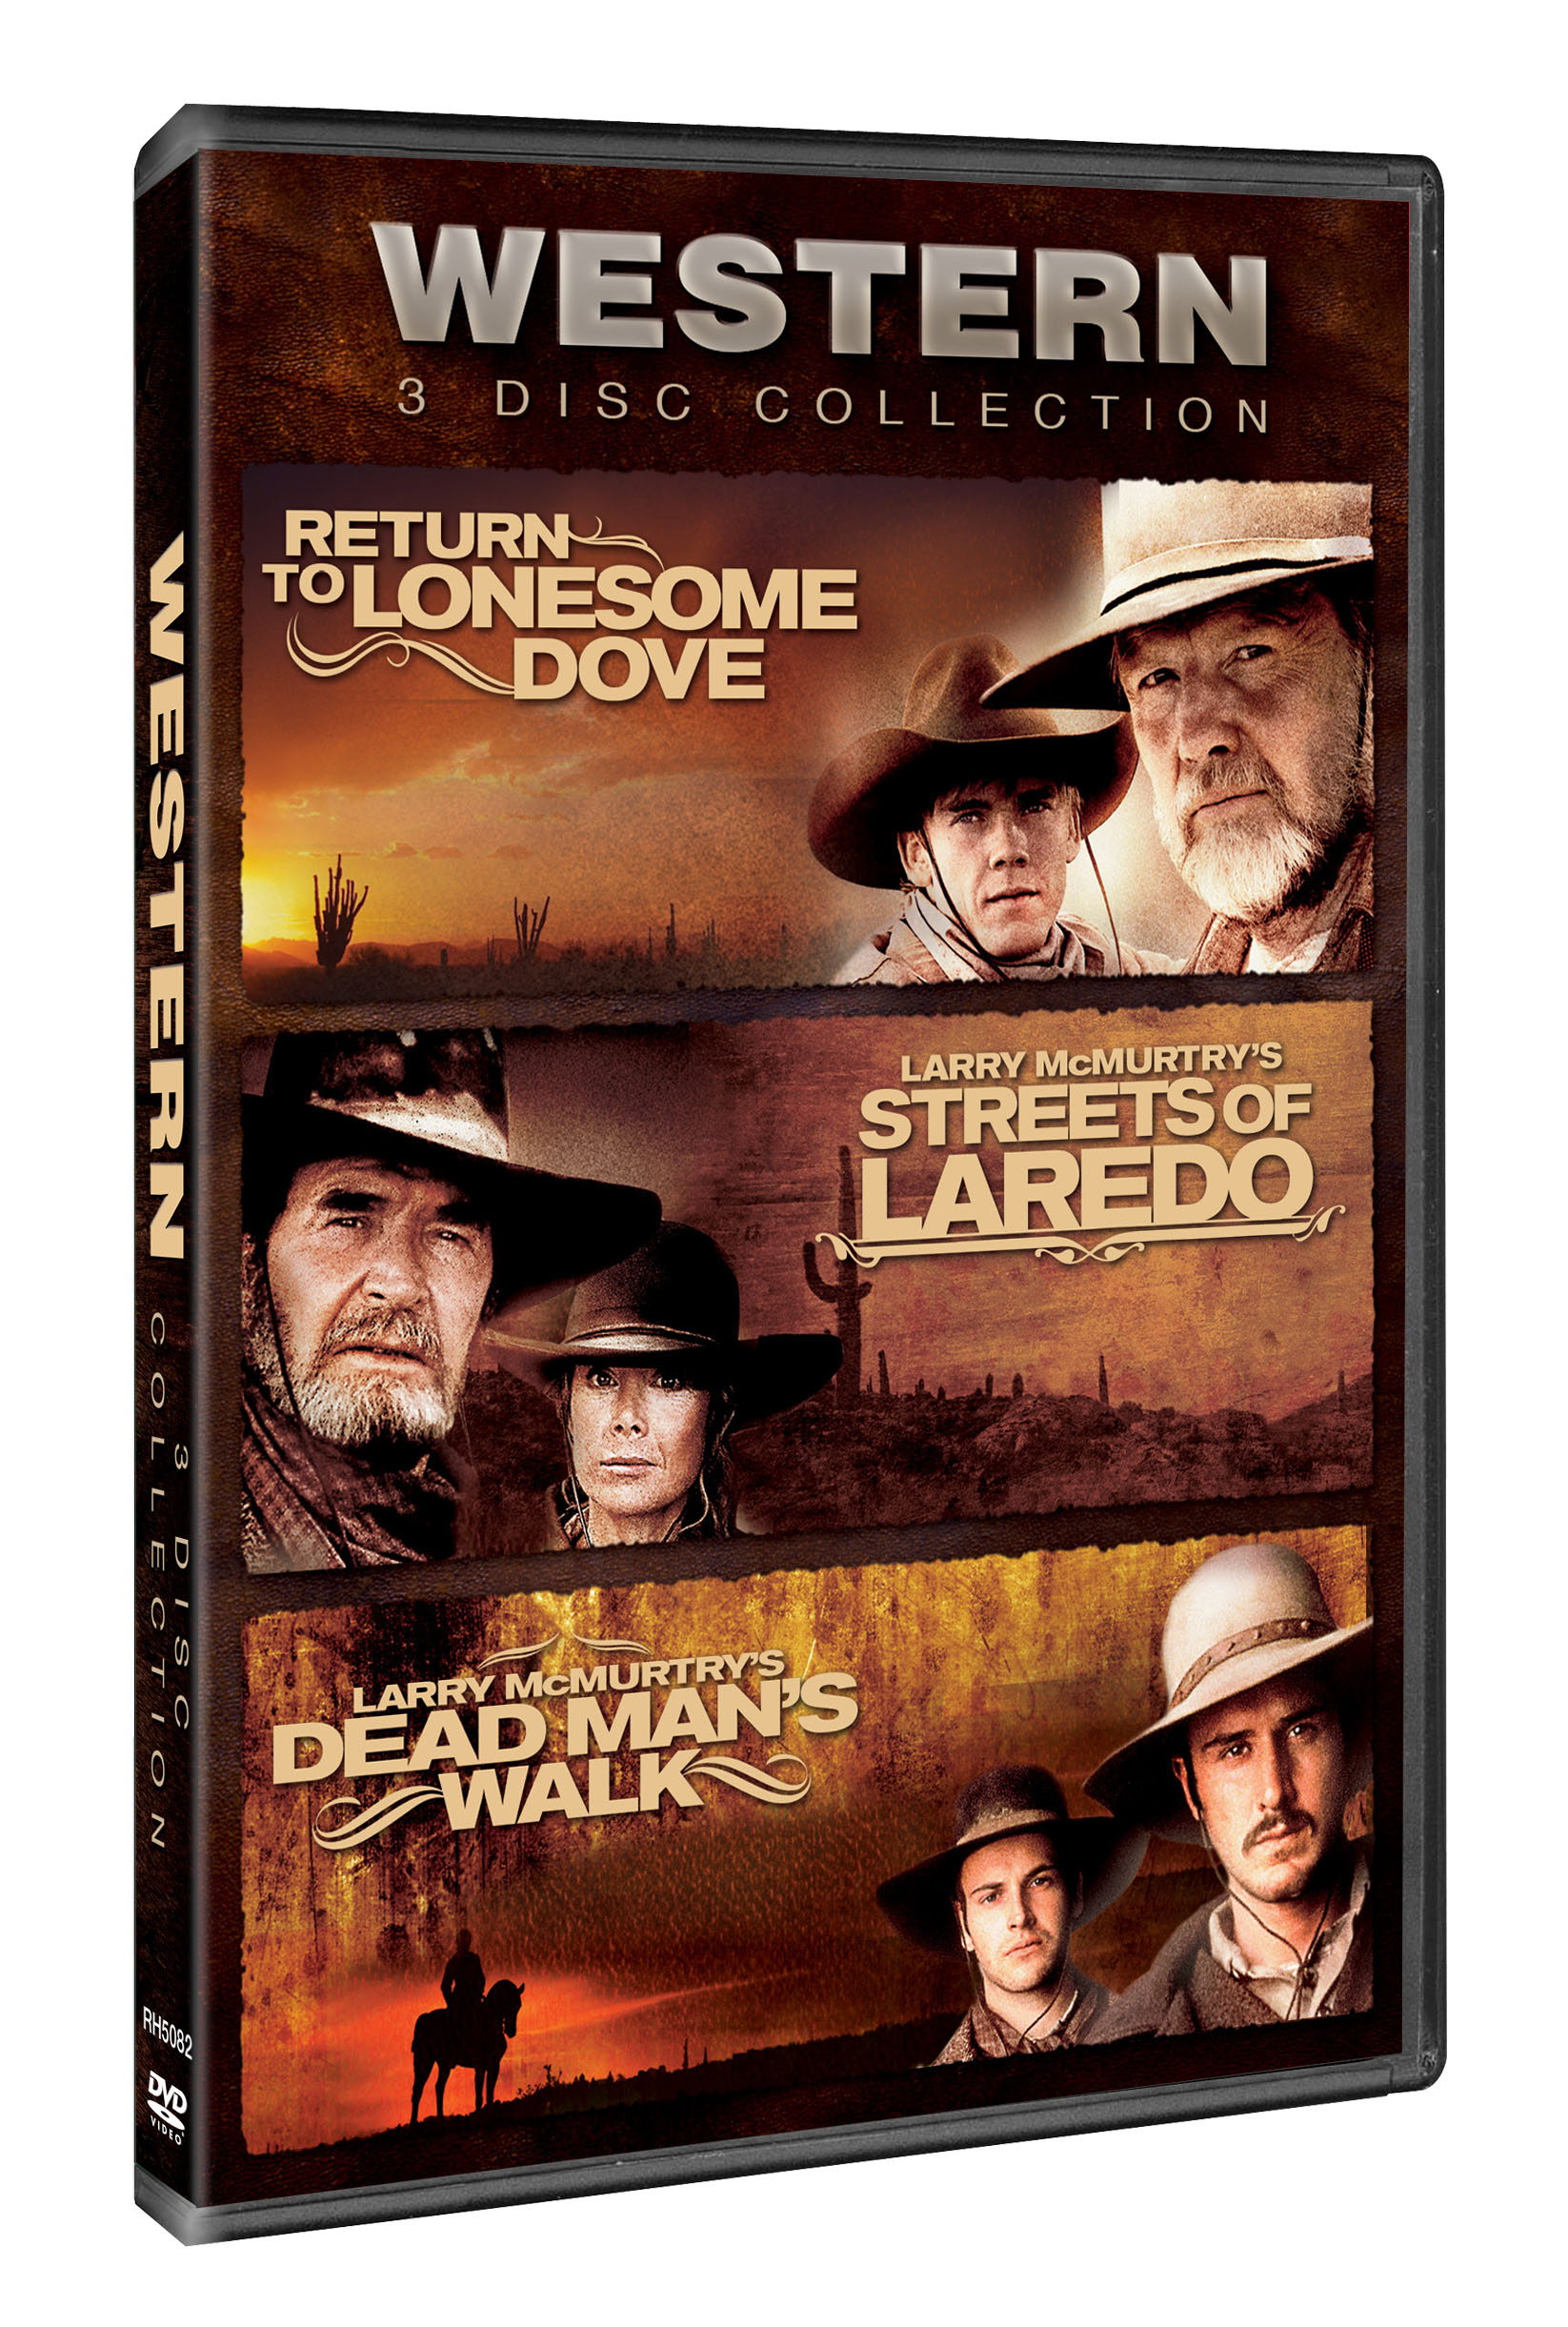 WESTERN
3 DISC COLLECTION
RETURN
TO LONESOME
DOVE
LARRY McMURTRY'S
STREETS OF
LAREDO
LARRY McMURTRY'S
DEAD MAN'S
WALK
WESTERN 3 DISC
COLLECTION
RH5082
DVD
VIDEO